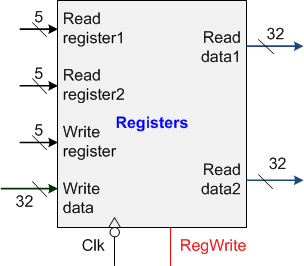 5
Read
register1
5
Read
register2
5
Write
register
32
Write
data
Registers
Read
data1
32
Read
data2
32
Clk
RegWrite